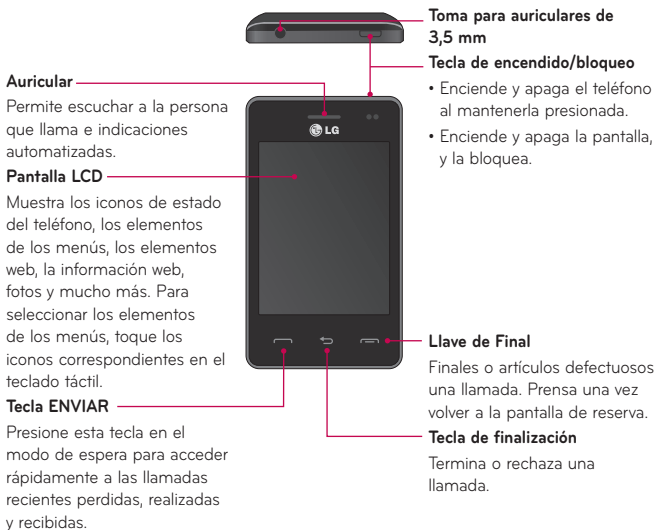 Toma para auriculares de
3,5 mm
Tecla de encendido/bloqueo
• Enciende y apaga el teléfono
al mantenerla presionada.
• Enciende y apaga la pantalla,
y la bloquea.
Auricular
Permite escuchar a la persona
que llama e indicaciones
automatizadas.
Pantalla LCD
Muestra los iconos de estado
del teléfono, los elementos
de los menús, los elementos
web, la información web,
fotos y mucho más. Para
seleccionar los elementos
de los menús, toque los
iconos correspondientes en el
teclado táctil.
Tecla ENVIAR
Presione esta tecla en el
modo de espera para acceder
rápidamente a las llamadas
recientes perdidas, realizadas
y recibidas.
LG
Llave de Final
Finales o artículos defectuosos
una llamada. Prensa una vez
volver a la pantalla de reserva.
Tecla de finalización
Termina o rechaza una
llamada.